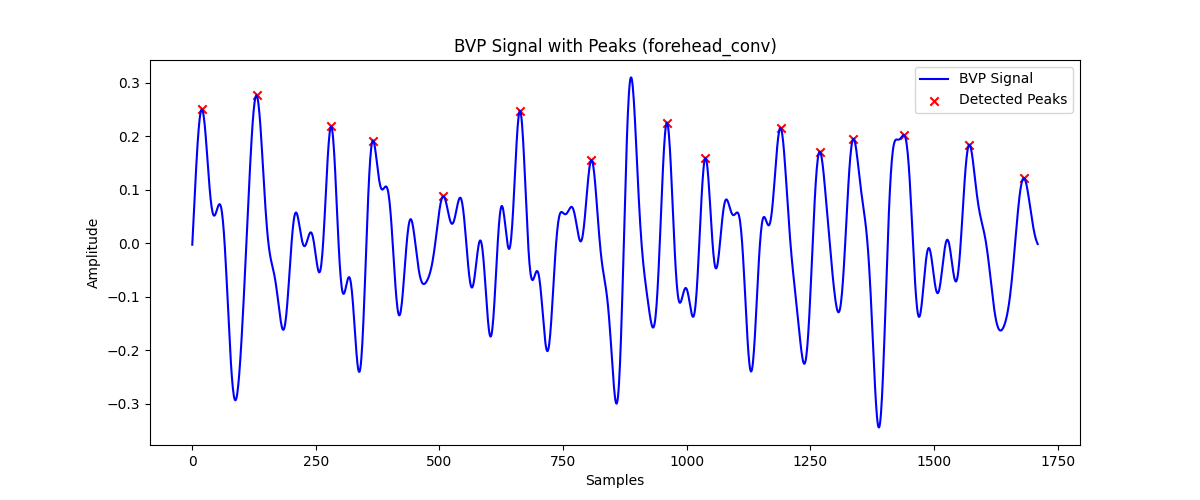 BVP Signal with Peaks (forehead_conv)
BVP Signal
Detected Peaks
Amplitude
0.3
0.2
0.1
0.0
−0.1
−0.2
−0.3
0 250 500 750 1000 1250 1500 1750
Samples